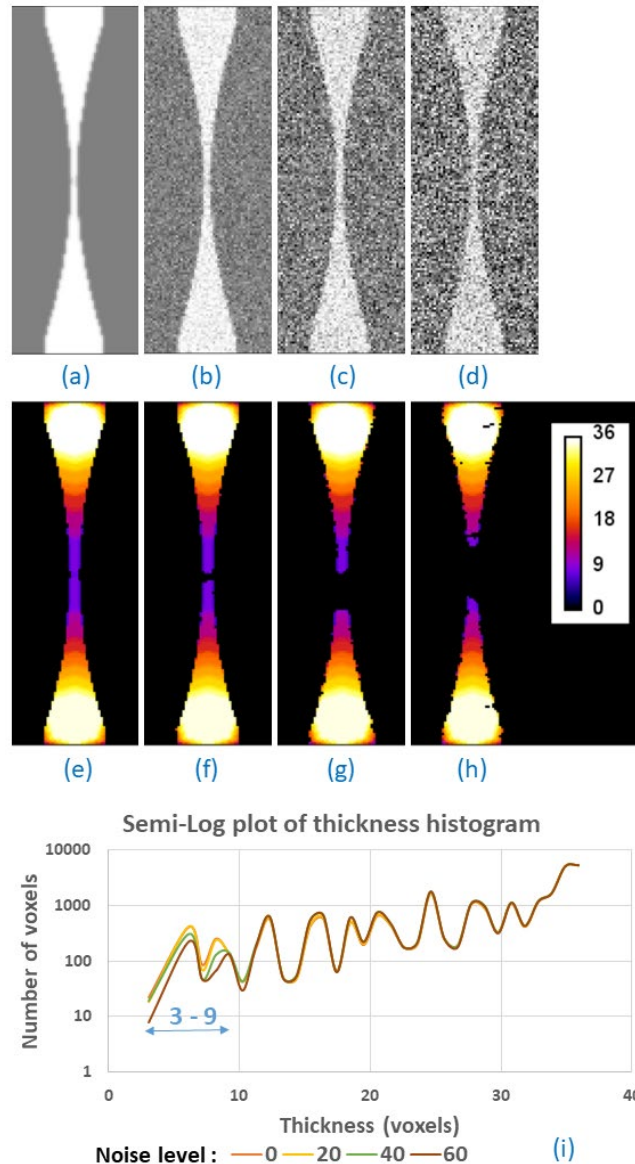 (a) (b) (c) (d)
36
27
18
9
0
(e) (f) (g) (h)
Semi-Log plot of thickness histogram
10000
1000
100
10
1
Number of voxels
3 - 9
0 10 20 30 40
Thickness (voxels)
Noise level : 0 20 40 60 (i)